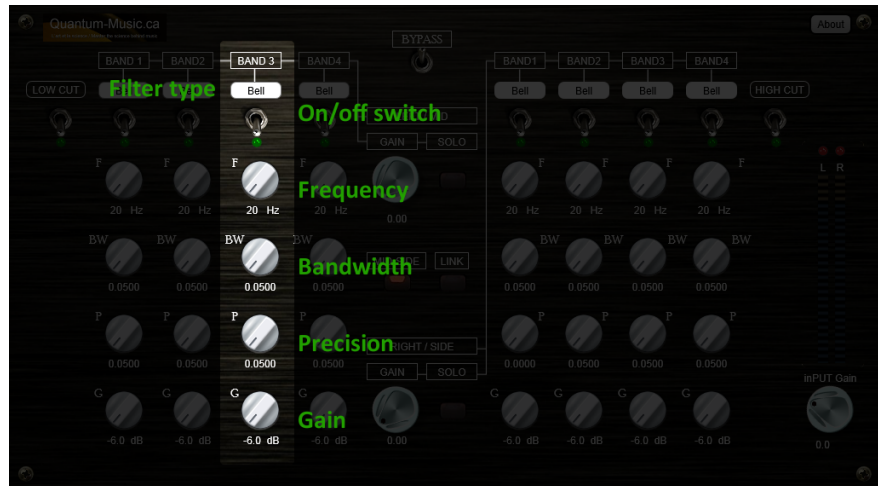 Quantum-Music.ca
About
BYPASS
BAND 1 BAND2 BAND 3 BAND4 BAND1 BAND2 BAND3 BAND4
LOW CUT Filter type Bell Bell Bell Bell Bell Bell HIGH CUT
On/off switch
GAIN SOLO
L R
F F F F F
Frequency
20 Hz 20 Hz 20 Hz 20 Hz 20 Hz 20 Hz 20 Hz 20 Hz
0.00
BW BW BW BW BW BW BW BW
Bandwidth LINK
0.0500 0.0500 0.0500 0.0500 0.0500 0.0500 0.0500 0.0500
P P P P P P P P
Precision RIGHT / SIDE
0.0500 0.0500 0.0500 0.0500 0.0000 0.0500 0.0500 0.0500
GAIN SOLO
inPUT Gain
G G G G G G G G
Gain
-6.0 dB -6.0 dB -6.0 dB -6.0 dB 0.00 -6.0 dB -6.0 dB -6.0 dB -6.0 dB
0.0